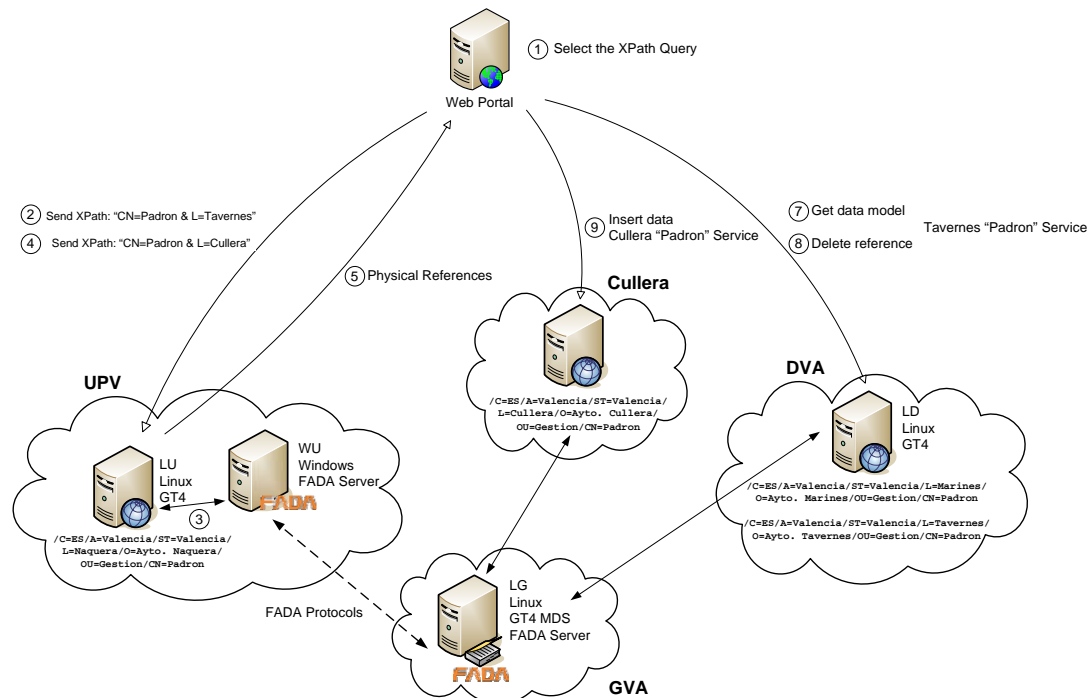 ① Select the XPath Query
Web Portal
② Send XPath: “CN=Padron & L=Tavernes”
④ Send XPath: “CN=Padron & L=Cullera”
⑤ Physical References
⑨ Insert data
Cullera “Padron” Service
⑦ Get data model
⑧ Delete reference
Tavernes “Padron” Service
Cullera
/C=ES/A=Valencia/ST=Valencia/
L=Cullera/O=Ayto. Cullera/
OU=Gestion/CN=Padron
UPV
LU
Linux
GT4
③
WU
Windows
FADA Server
FADA
/C=ES/A=Valencia/ST=Valencia/
L=Naquera/O=Ayto. Naquera/
OU=Gestion/CN=Padron
DVA
LD
Linux
GT4
/C=ES/A=Valencia/ST=Valencia/L=Marines/
O=Ayto. Marines/OU=Gestion/CN=Padron
/C=ES/A=Valencia/ST=Valencia/L=Tavernes/
O=Ayto. Tavernes/OU=Gestion/CN=Padron
FADA Protocols
LG
Linux
GT4 MDS
FADA Server
FADA
GVA